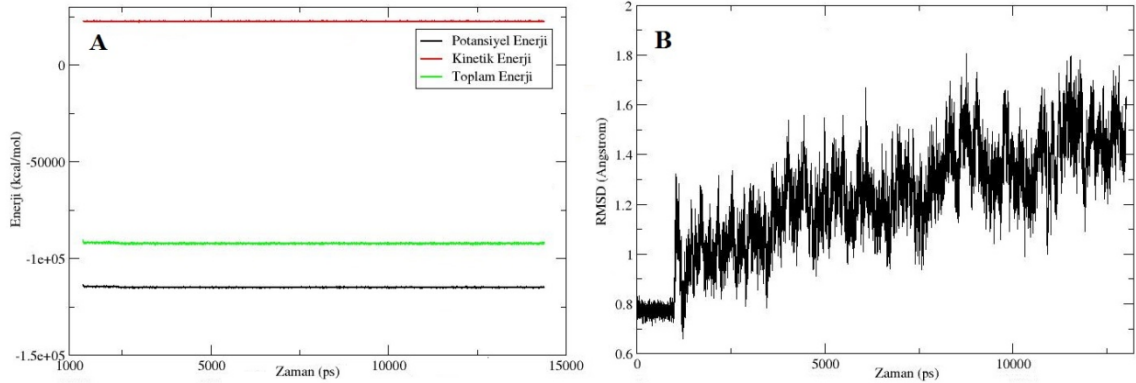 A
Potansiyel Enerji
Kinetik Enerji
Toplam Enerji
0
-50000
-1e+05
-1.5e+05
Enerji (kcal/mol)
1000
5000
10000
15000
Zaman (ps)
B
2
1.8
1.6
1.4
1.2
1
0.8
0.6
RMSD (Angstrom)
0
5000
10000
Zaman (ps)